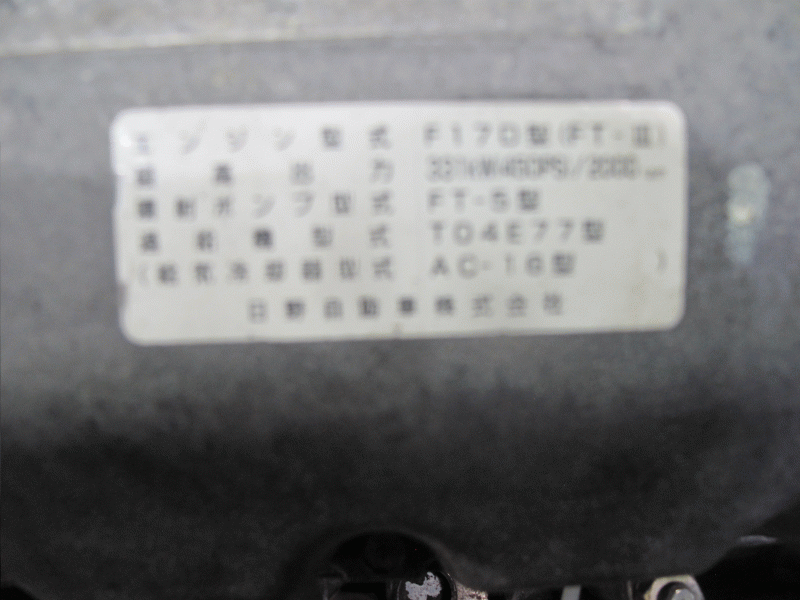 エンジン型式 F17D型(FT-Ⅲ)
最高出力 331kW(450PS)/2000
噴射ポンプ型式 FT-S型
過給機型式 T04E77型
(給気冷却器型式 AC-16型)
日野自動車株式会社